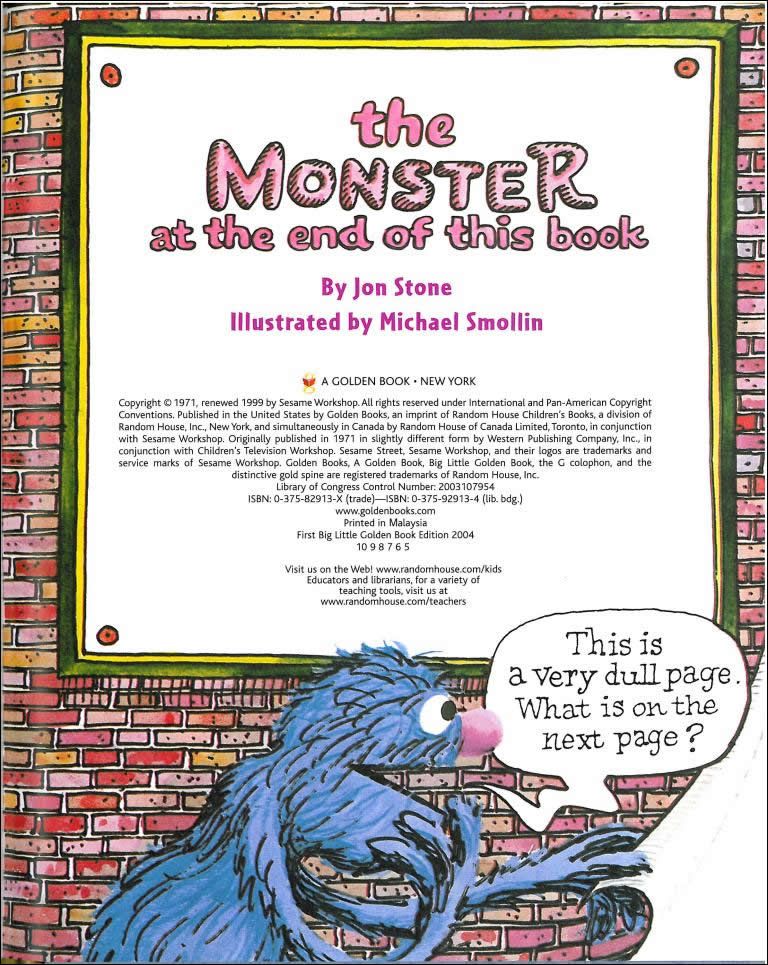 the
MONSTER
at the end of this book
By Jon Stone
Illustrated by Michael Smollin
A GOLDEN BOOK • NEW YORK
Copyright © 1971, renewed 1999 by Sesame Workshop. All rights reserved under International and Pan-American Copyright
Conventions. Published in the United States by Golden Books, an imprint of Random House Children's Books, a division of
Random House, Inc., New York, and simultaneously in Canada by Random House of Canada Limited, Toronto, in conjunction
with Sesame Workshop. Originally published in 1971 in slightly different form by Western Publishing Company, Inc., in
conjunction with Children's Television Workshop. Sesame Street, Sesame Workshop, and their logos are trademarks and
service marks of Sesame Workshop. Golden Books, A Golden Book, Big Little Golden Book, the G colophon, and the
distinctive gold spine are registered trademarks of Random House, Inc.
Library of Congress Control Number: 2003107954
ISBN: 0-375-82913-X (trade)—ISBN: 0-375-92913-4 (lib. bdg.)
www.goldenbooks.com
Printed in Malaysia
First Big Little Golden Book Edition 2004
10 9 8 7 6 5
Visit us on the Web! www.randomhouse.com/kids
Educators and librarians, for a variety of
teaching tools, visit us at
www.randomhouse.com/teachers
This is
a very dull page.
What is on the
next page?